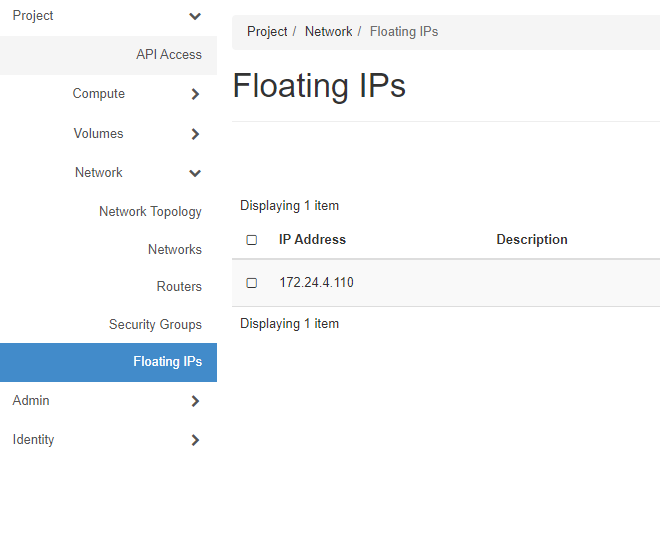 Project
API Access
Compute
Volumes
Network
Network Topology
Networks
Routers
Security Groups
Floating IPs
Admin
Identity
Project / Network / Floating IPs
Floating IPs
Displaying 1 item
IP Address Description
172.24.4.110
Displaying 1 item